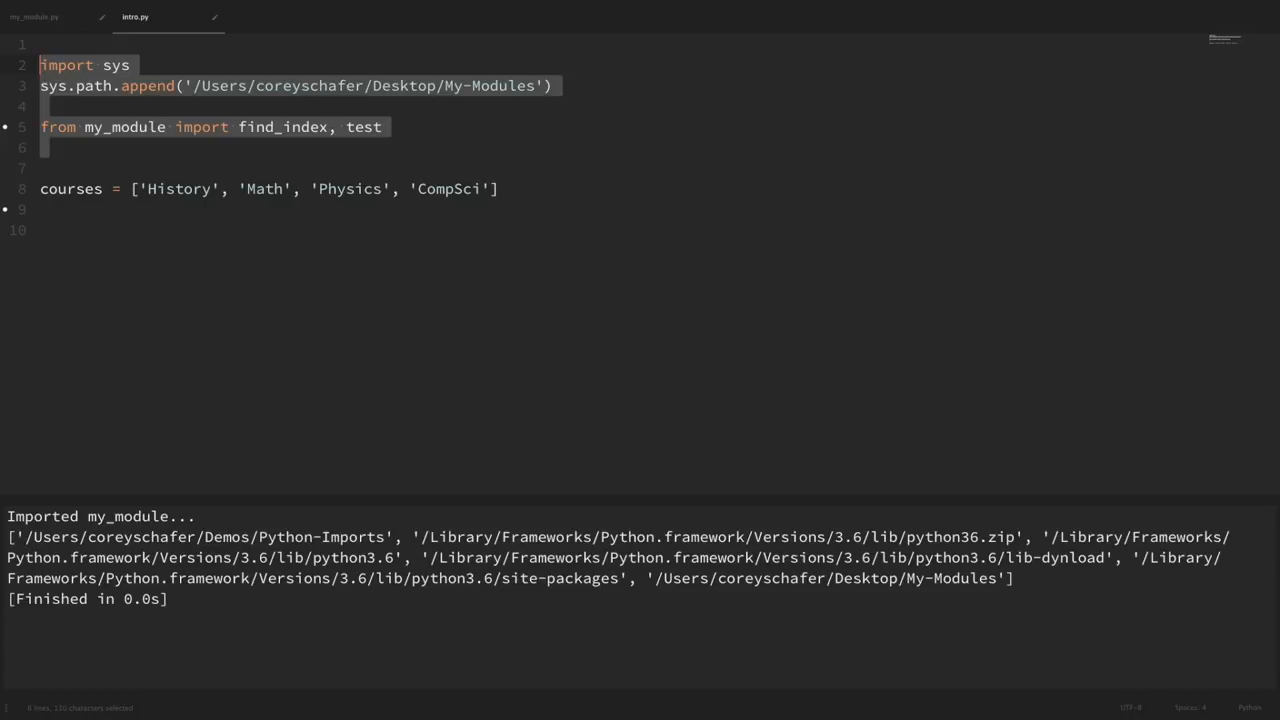 my_module.py
intro.py
1
2 import sys
3 sys.path.append('/Users/coreyschafer/Desktop/My-Modules')
4
5 from my_module import find_index, test
6
7
8 courses = ['History', 'Math', 'Physics', 'CompSci']
9
10
Imported my_module...
['/Users/coreyschafer/Demos/Python-Imports', '/Library/Frameworks/Python.framework/Versions/3.6/lib/python36.zip', '/Library/Frameworks/
Python.framework/Versions/3.6/lib/python3.6', '/Library/Frameworks/Python.framework/Versions/3.6/lib/python3.6/lib-dynload', '/Library/
Frameworks/Python.framework/Versions/3.6/lib/python3.6/site-packages', '/Users/coreyschafer/Desktop/My-Modules']
[Finished in 0.0s]
6 lines, 110 characters selected
UTF-8
Spaces: 4
Python